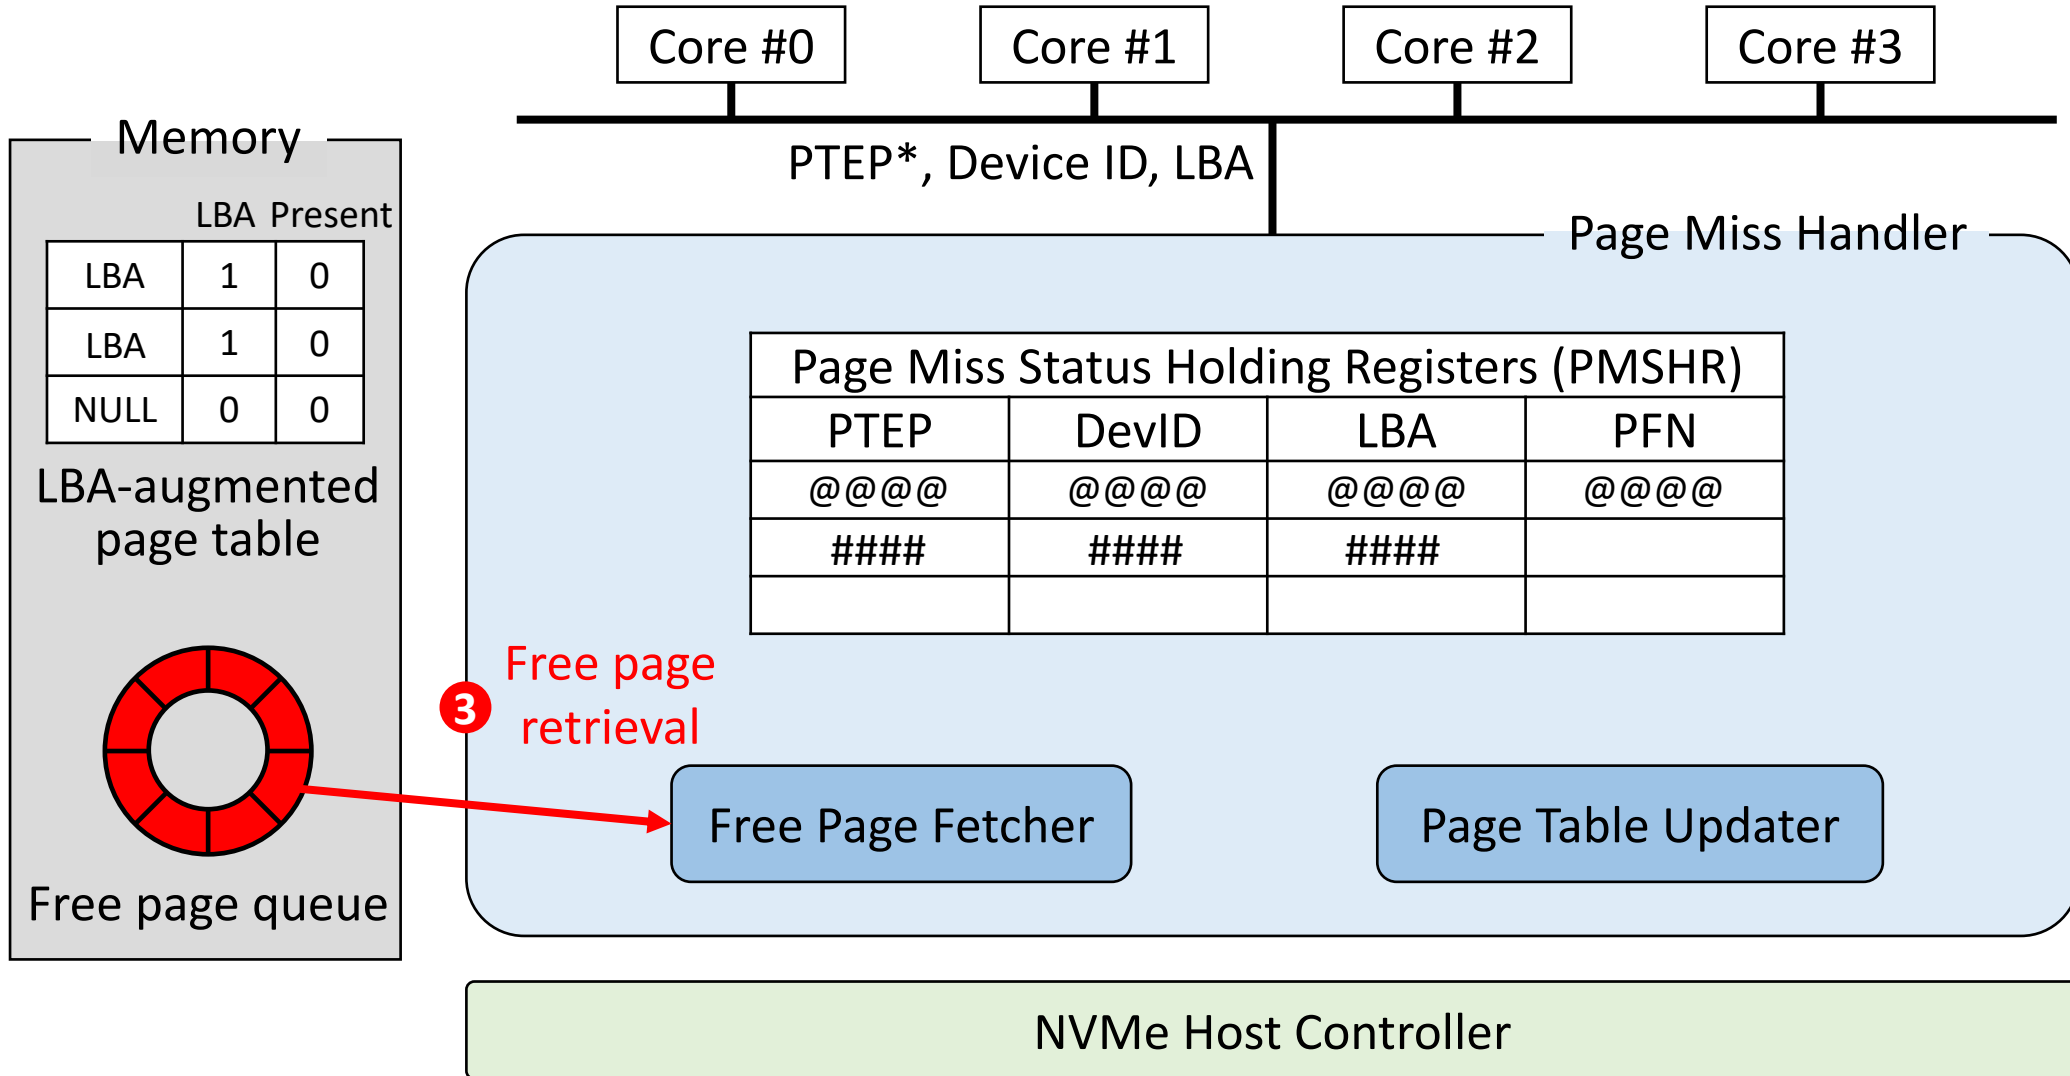 Core #0 Core #1 Core #2 Core #3
Memory
PTEP*, Device ID, LBA
LBA Present
LBA 1 0
LBA 1 0
NULL 0 0
LBA-augmented
page table
Free page queue
Page Miss Handler
Page Miss Status Holding Registers (PMSHR)
PTEP DevID LBA PFN
@@@@ @@@@ @@@@ @@@@
#### #### ####
3
Free page
retrieval
Free Page Fetcher
Page Table Updater
NVMe Host Controller